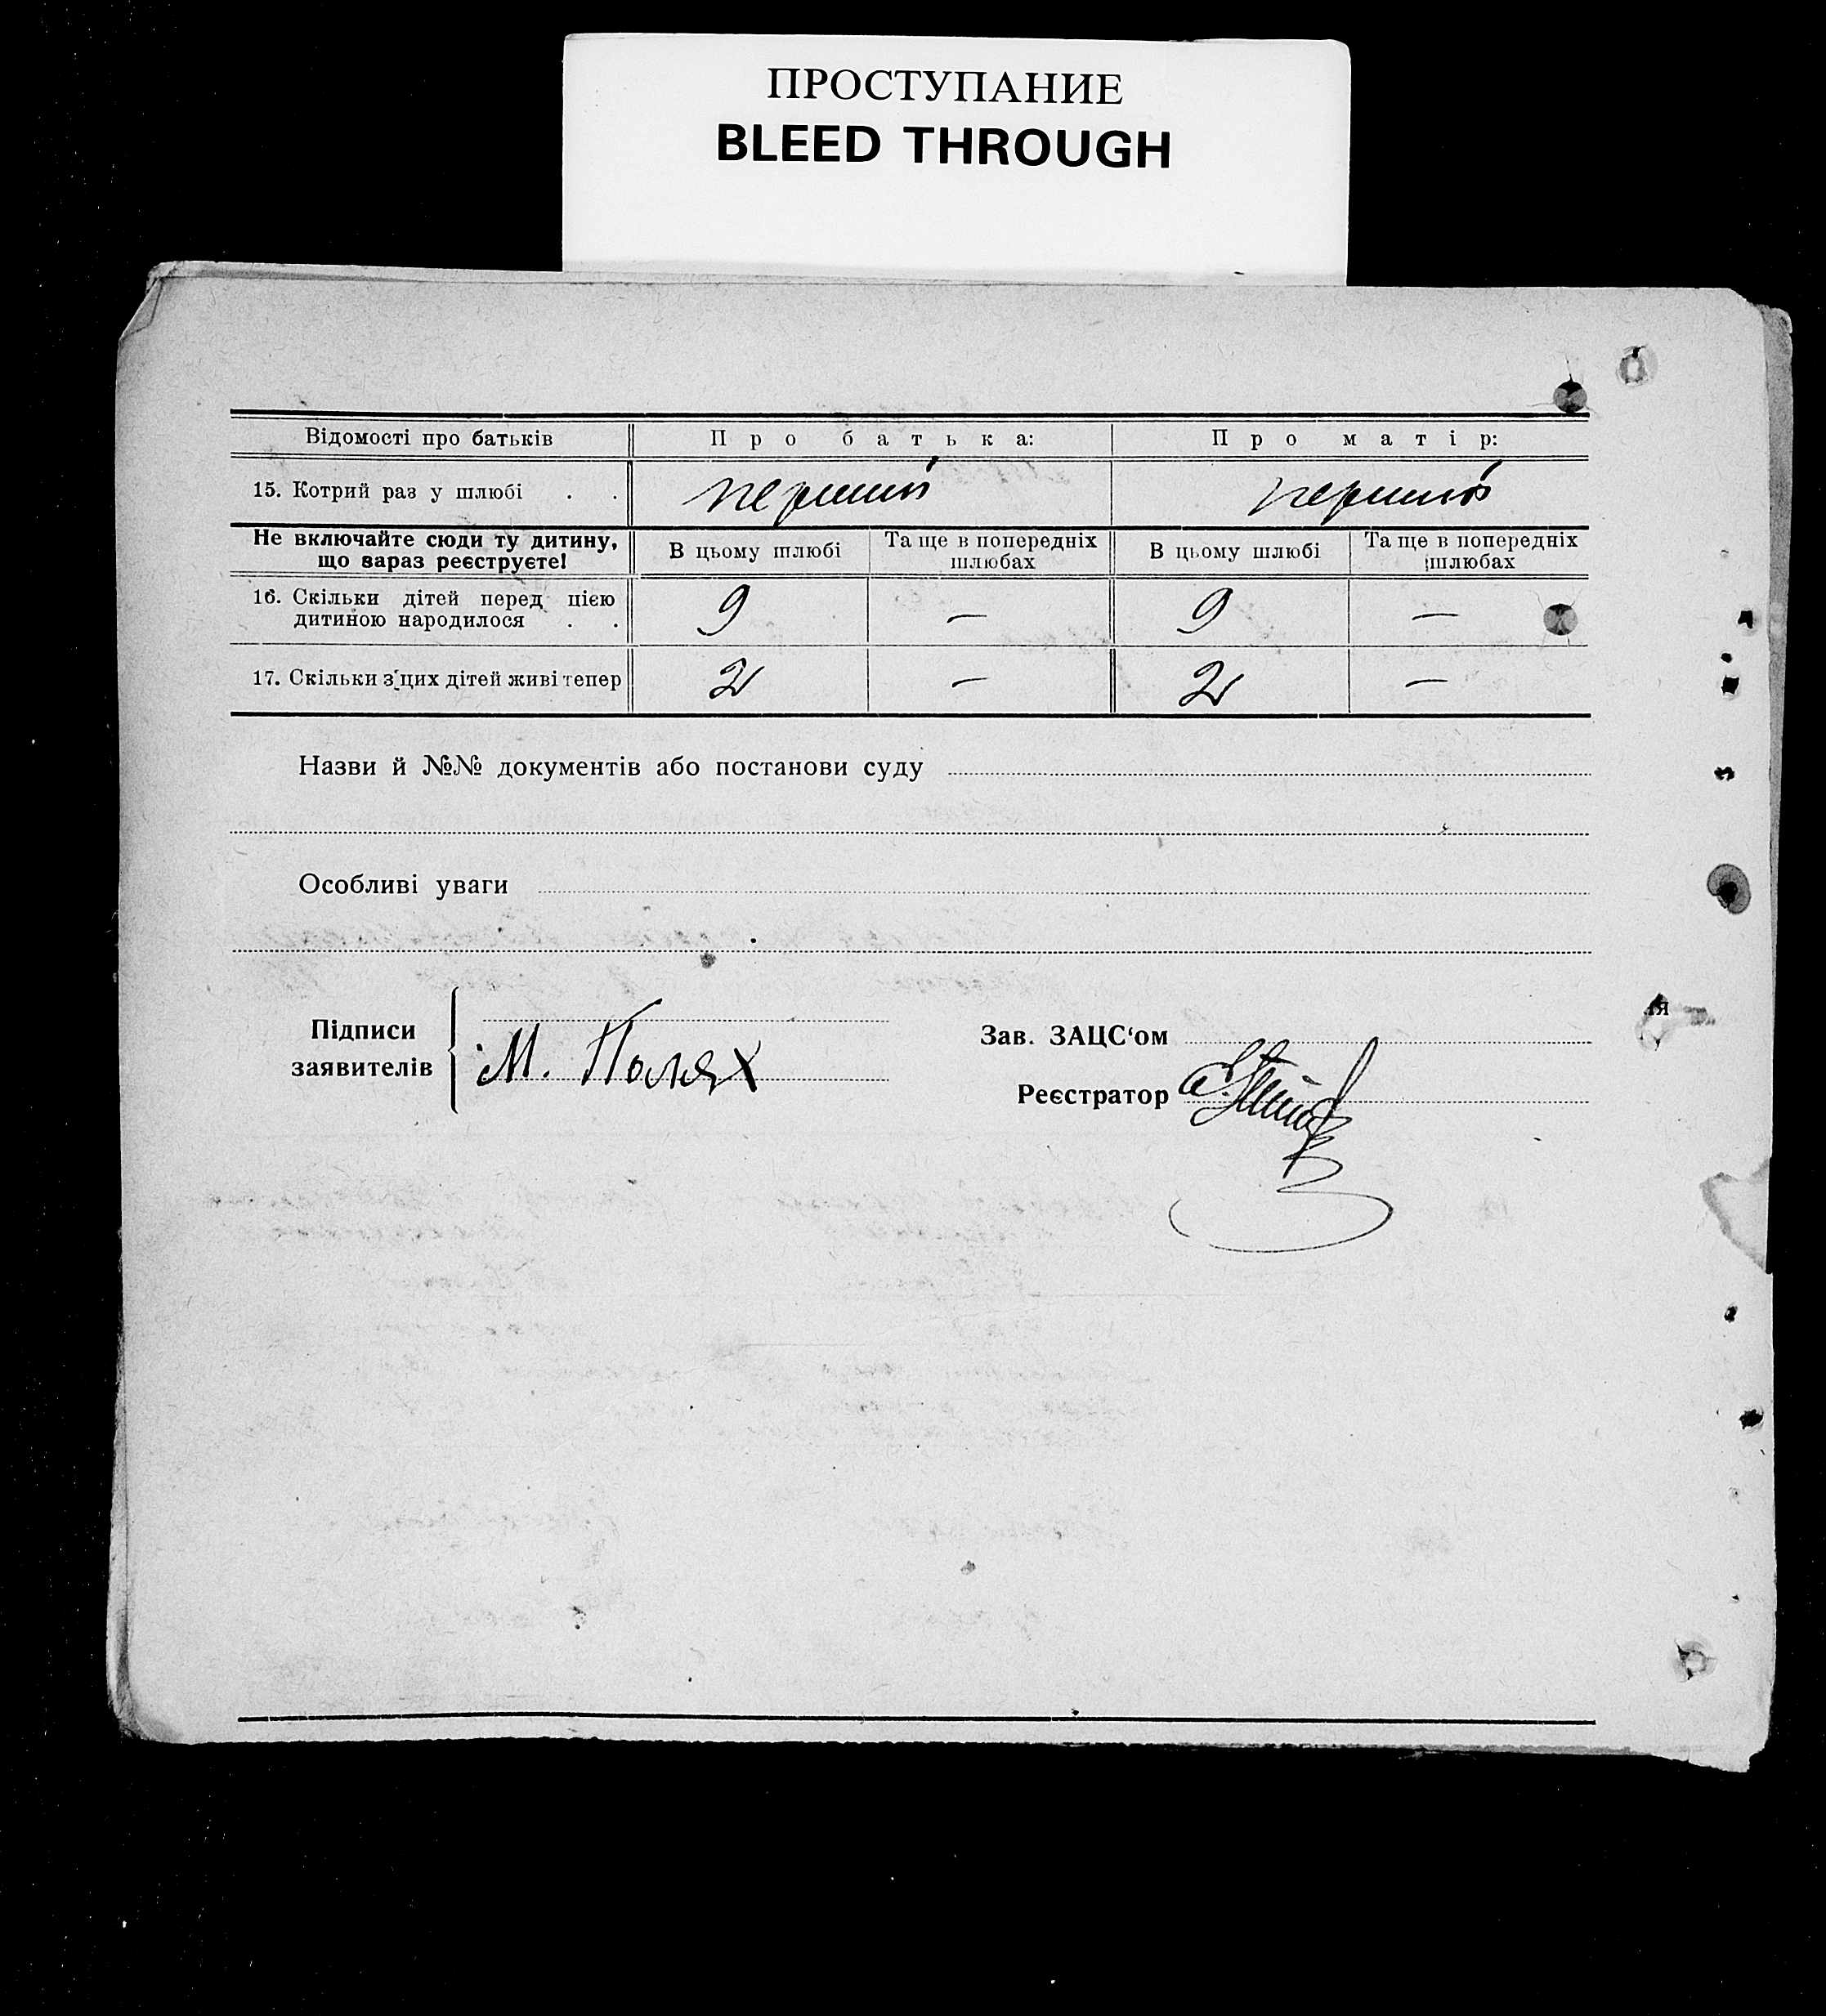 ПРОСТУПАНИЕ
BLEED THROUGH
Відомості про батьків Про батька: Про матір:
15. Котрий раз у шлюбі . . перший перший
Не включайте сюди ту дитину, що зараз реєструєте! В цьому шлюбі Та ще в попередніх шлюбах В цьому шлюбі Та ще в попередніх шлюбах
16. Скільки дітей перед цією дитиною народилося . . 9 — 9 —
17. Скільки з цих дітей живі тепер 2 — 2 —
Назви й №№ документів або постанови суду
Особливі уваги
Підписи заявителів М. Полях
Зав. ЗАЦС‘ом
Реєстратор